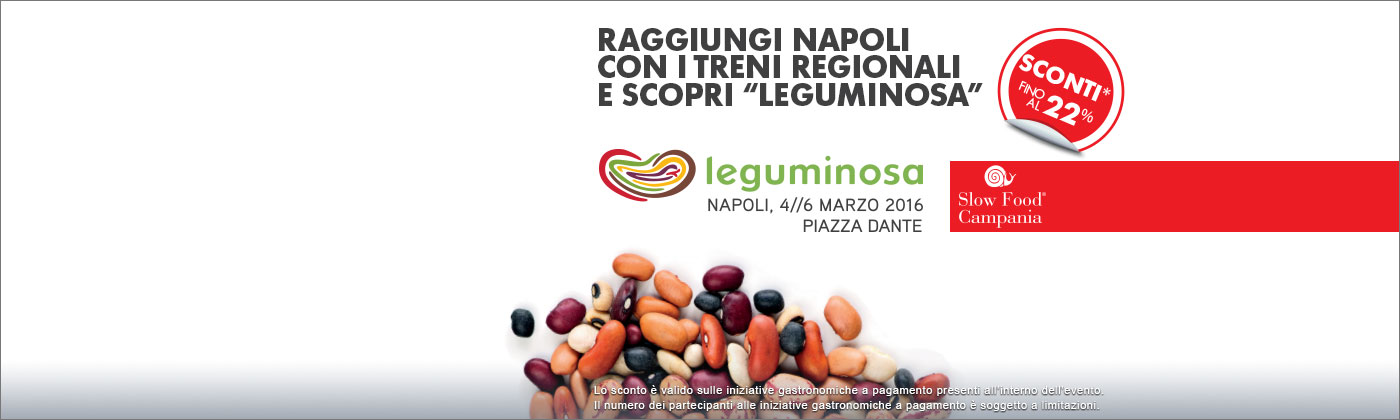 RAGGIUNGI NAPOLI
CON I TRENI REGIONALI
E SCOPRI “LEGUMINOSA”
SCONTI*
FINO
AL 22%
leguminosa
NAPOLI, 4//6 MARZO 2016
PIAZZA DANTE
Slow Food®
Campania
Lo sconto è valido sulle iniziative gastronomiche a pagamento presenti all'interno dell'evento.
Il numero dei partecipanti alle iniziative gastronomiche a pagamento è soggetto a limitazioni.